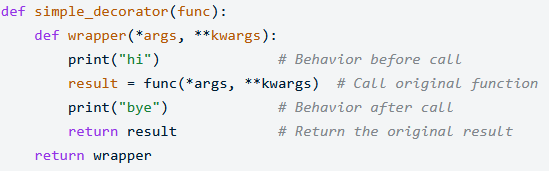 def simple_decorator(func):
    def wrapper(*args, **kwargs):
        print("hi")              # Behavior before call
        result = func(*args, **kwargs)  # Call original function
        print("bye")             # Behavior after call
        return result            # Return the original result
    return wrapper